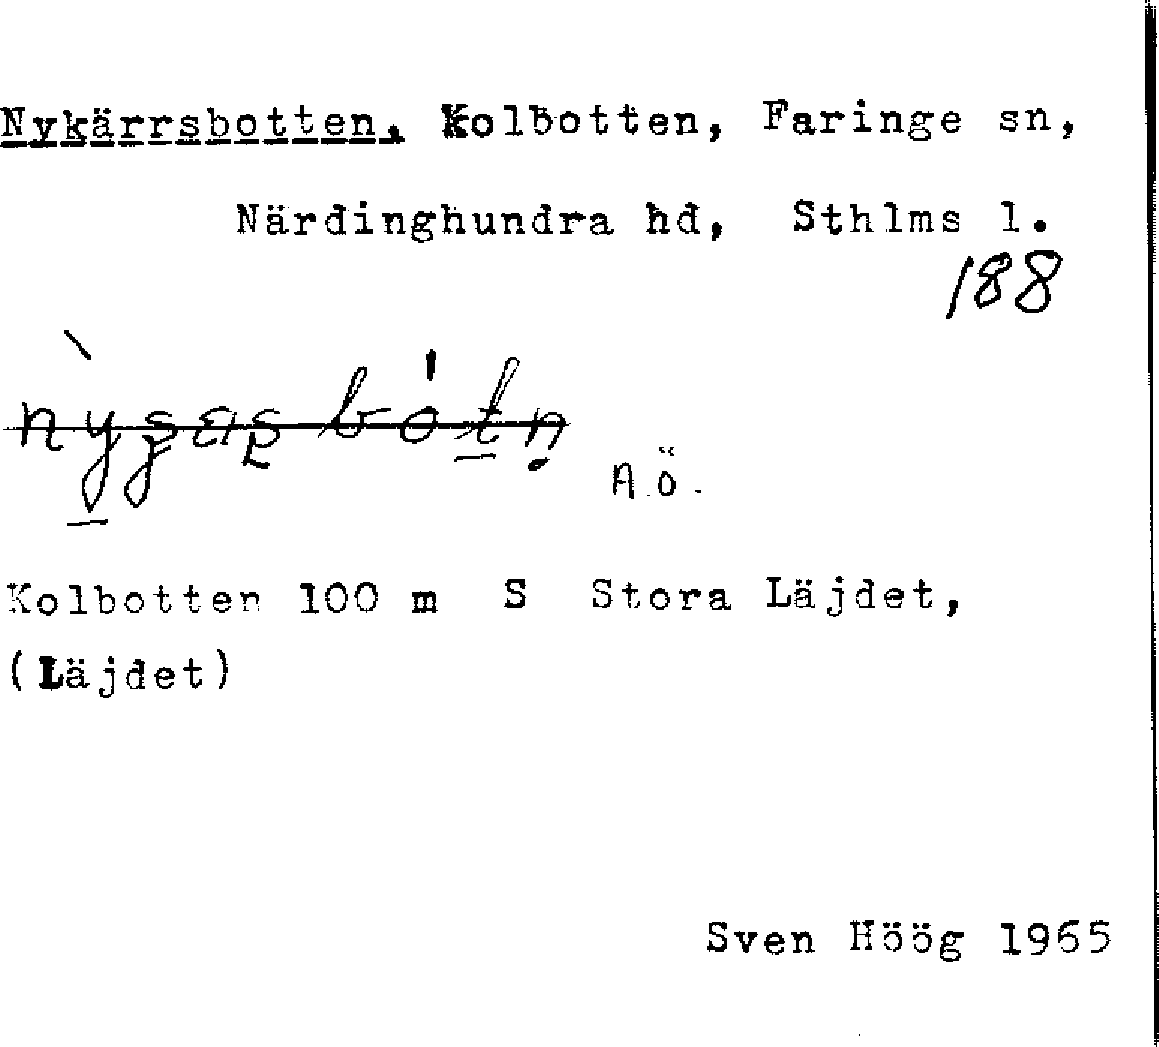 Nykärrsbotten. Kolbotten, Faringe sn,
Närdinghundra hd, Sthlms l.
188
A.ö.
Kolbotten 100 m S Stora Läjdet,
(Läjdet)
Sven Höög 1965